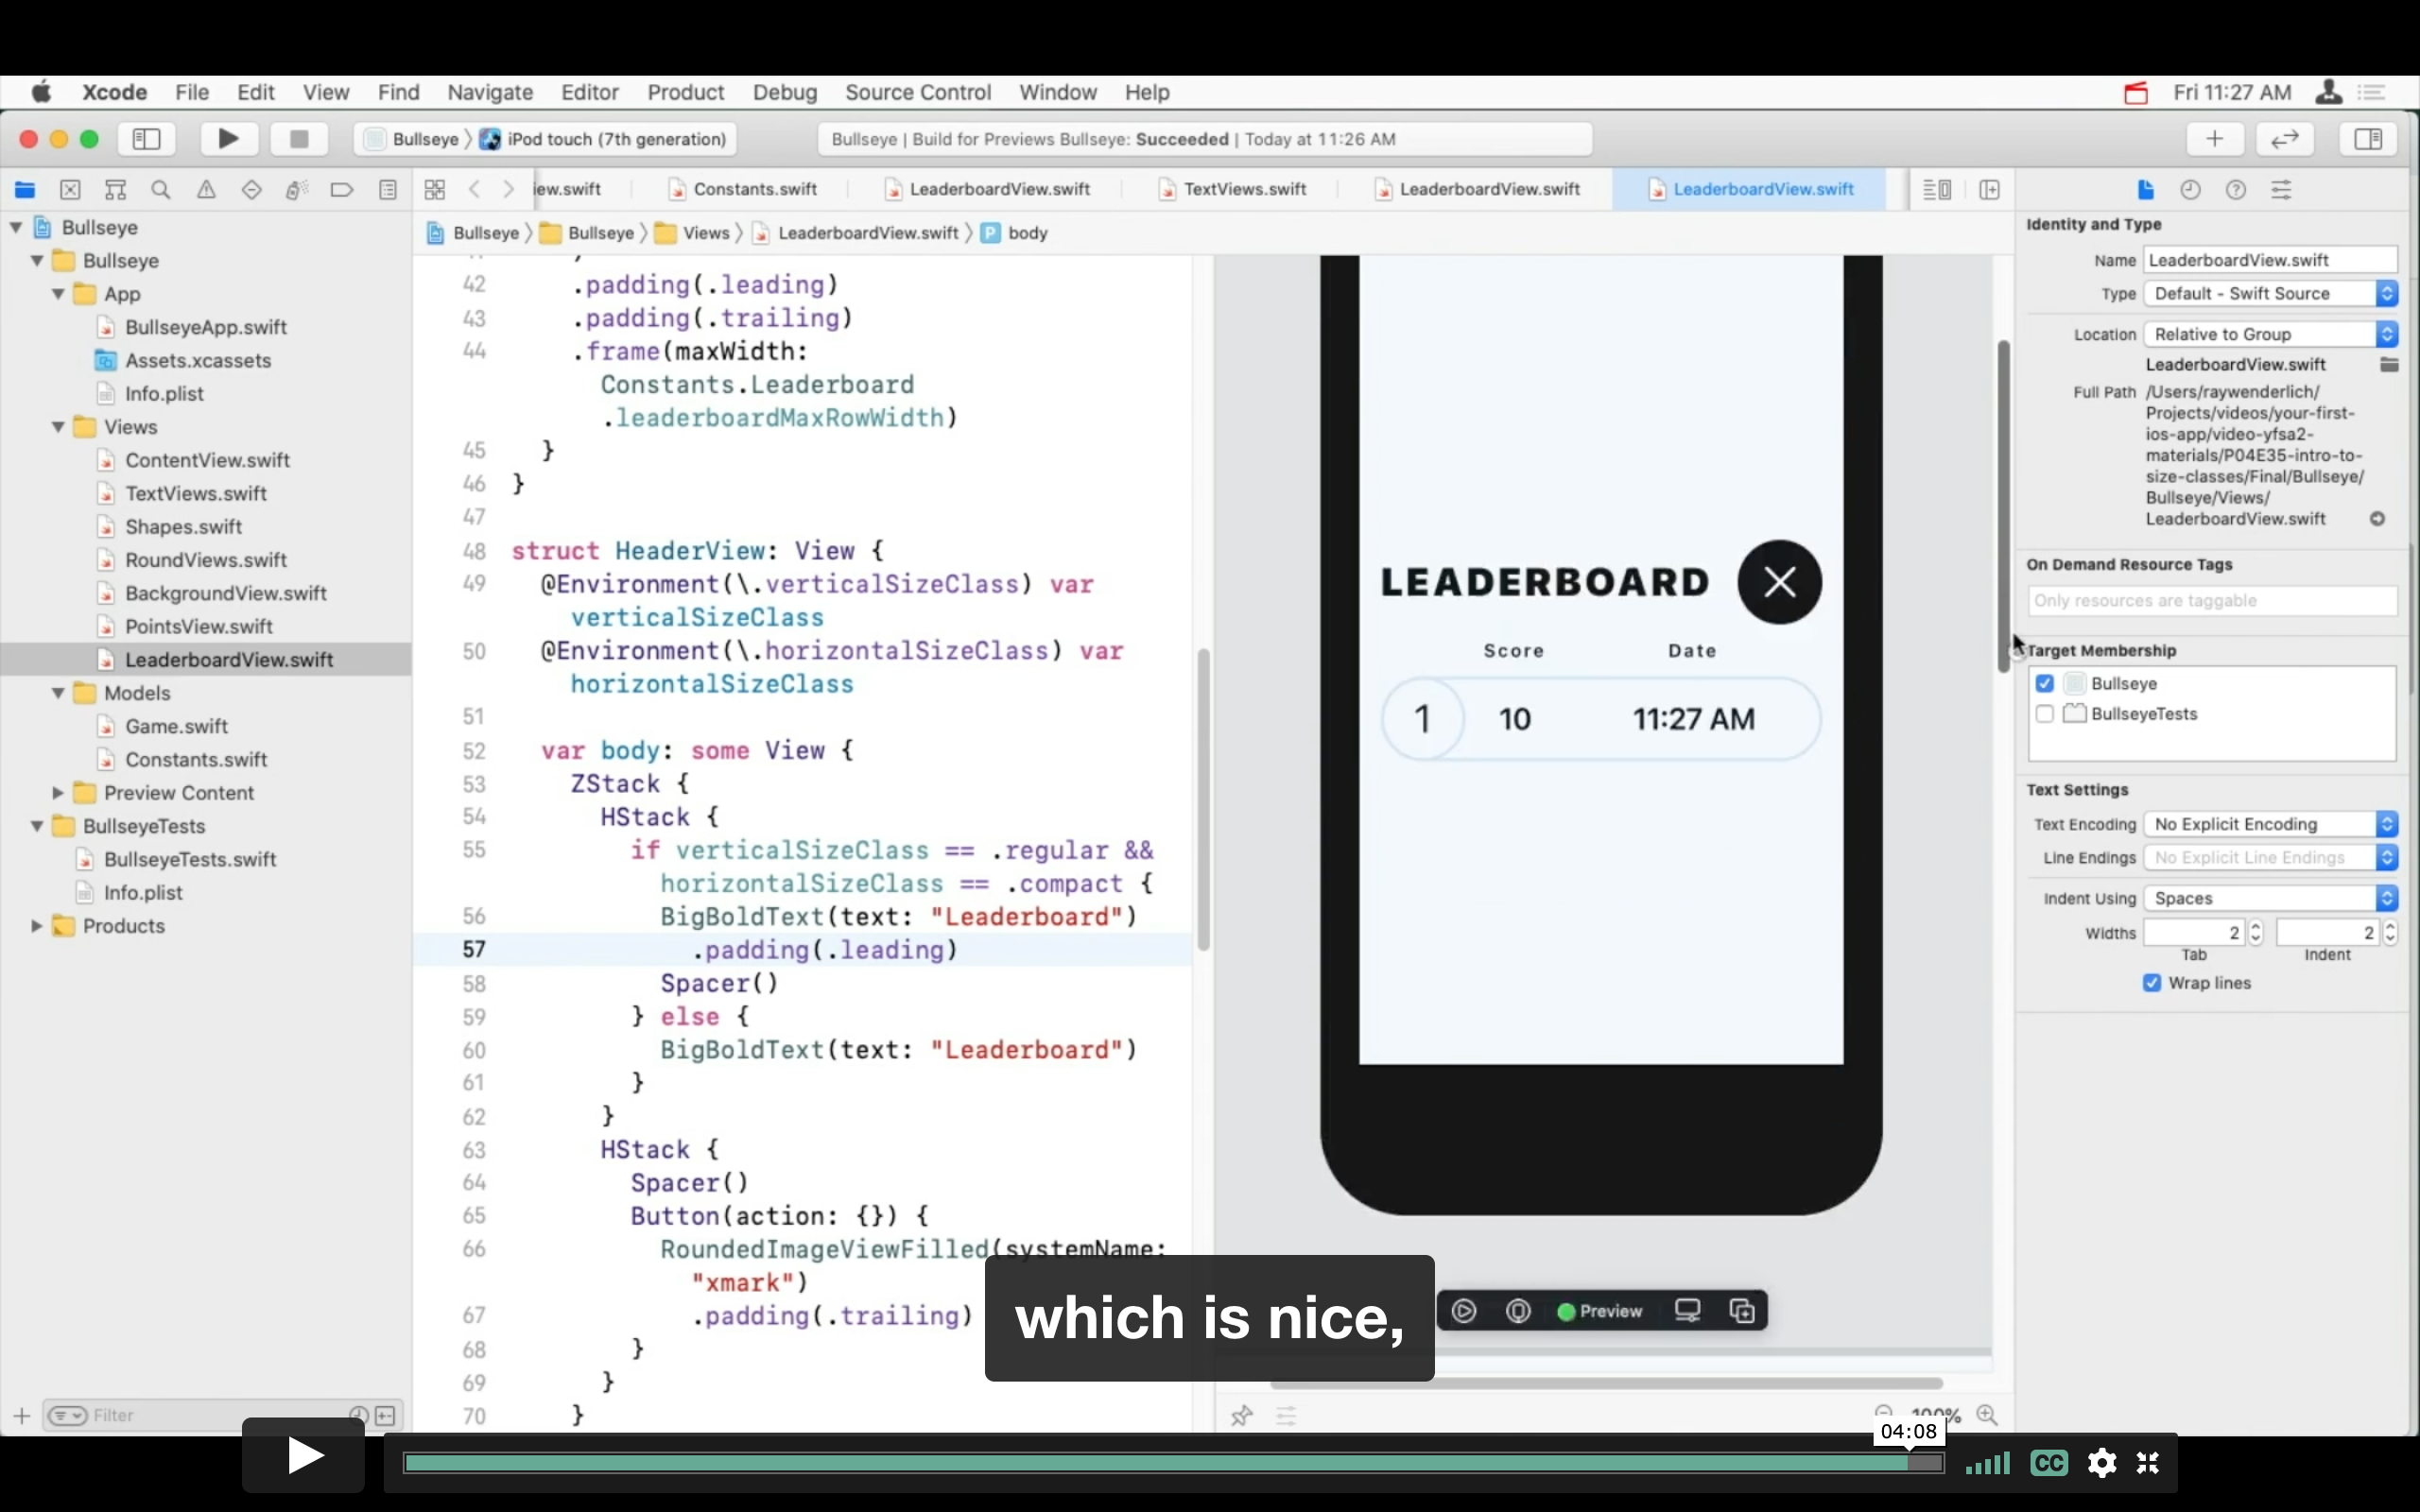 Xcode File Edit View Find Navigate Editor Product Debug Source Control Window Help Fri 11:27 AM
Bullseye iPod touch (7th generation) Bullseye | Build for Previews Bullseye: Succeeded | Today at 11:26 AM
iew.swift Constants.swift LeaderboardView.swift TextViews.swift LeaderboardView.swift LeaderboardView.swift
Bullseye Bullseye Views LeaderboardView.swift P body
Bullseye
Bullseye
App
BullseyeApp.swift
Assets.xcassets
Info.plist
Views
ContentView.swift
TextViews.swift
Shapes.swift
RoundViews.swift
BackgroundView.swift
PointsView.swift
LeaderboardView.swift
Models
Game.swift
Constants.swift
Preview Content
BullseyeTests
BullseyeTests.swift
Info.plist
Products
Filter
42 .padding(.leading)
43 .padding(.trailing)
44 .frame(maxWidth:
Constants.Leaderboard
.leaderboardMaxRowWidth)
45 }
46 }
47
48 struct HeaderView: View {
49 @Environment(\.verticalSizeClass) var
verticalSizeClass
50 @Environment(\.horizontalSizeClass) var
horizontalSizeClass
51
52 var body: some View {
53 ZStack {
54 HStack {
55 if verticalSizeClass == .regular &&
horizontalSizeClass == .compact {
56 BigBoldText(text: "Leaderboard")
57 .padding(.leading)
58 Spacer()
59 } else {
60 BigBoldText(text: "Leaderboard")
61 }
62 }
63 HStack {
64 Spacer()
65 Button(action: {}) {
66 RoundedImageViewFilled(systemName:
"xmark")
67 .padding(.trailing)
68 }
69 }
70 }
LEADERBOARD
Score Date
1 10 11:27 AM
Preview
100%
Identity and Type
Name LeaderboardView.swift
Type Default - Swift Source
Location Relative to Group
LeaderboardView.swift
Full Path /Users/raywenderlich/
Projects/videos/your-first-
ios-app/video-yfsa2-
materials/P04E35-intro-to-
size-classes/Final/Bullseye/
Bullseye/Views/
LeaderboardView.swift
On Demand Resource Tags
Only resources are taggable
Target Membership
Bullseye
BullseyeTests
Text Settings
Text Encoding No Explicit Encoding
Line Endings No Explicit Line Endings
Indent Using Spaces
Widths 2 2
Tab Indent
Wrap lines
which is nice,
04:08
CC